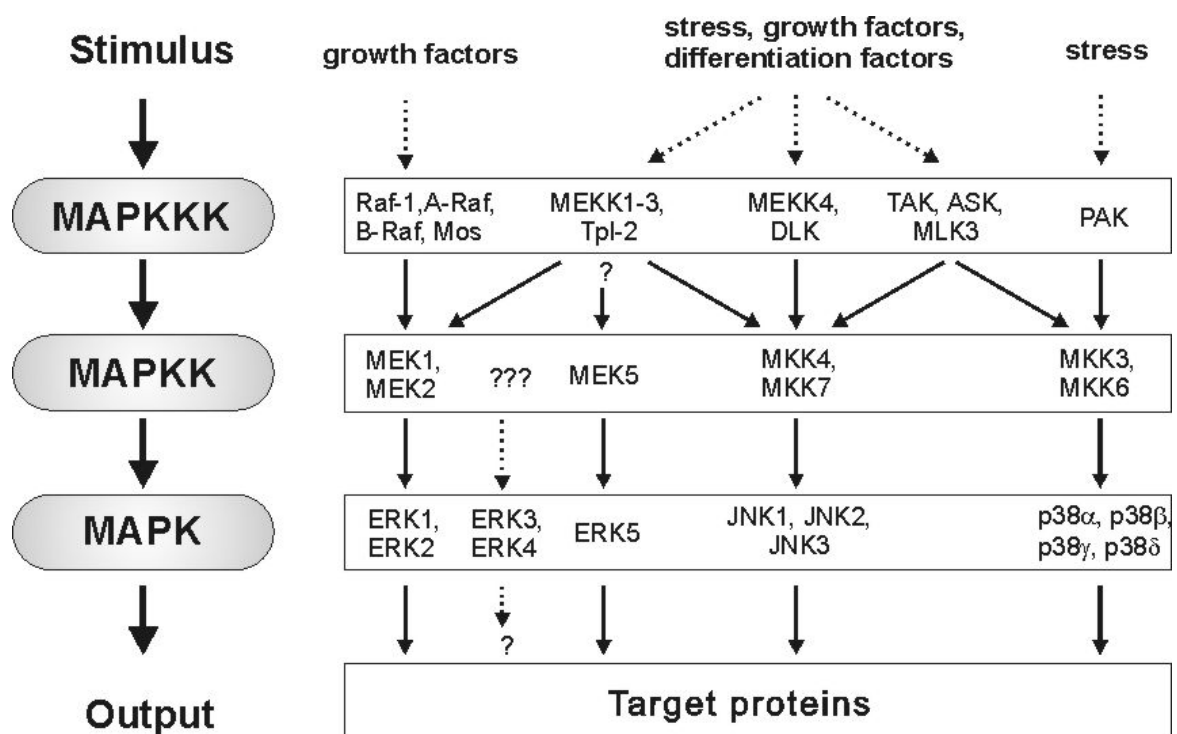 Stimulus
growth factors
stress, growth factors,
differentiation factors
stress
MAPKKK
Raf-1,A-Raf,
B-Raf, Mos
MEKK1-3,
Tpl-2
MEKK4,
DLK
TAK, ASK,
MLK3
PAK
?
MAPKK
MEK1,
MEK2
???
MEK5
MKK4,
MKK7
MKK3,
MKK6
MAPK
ERK1,
ERK2
ERK3,
ERK4
ERK5
JNK1, JNK2,
JNK3
p38α, p38β,
p38γ, p38δ
?
Output
Target proteins